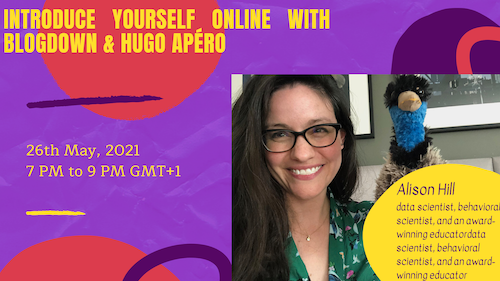 INTRODUCE YOURSELF ONLINE WITH
BLOGDOWN & HUGO APÉRO
26th May, 2021
7 PM to 9 PM GMT+1
Alison Hill
data scientist, behavioral
scientist, and an award-
winning educatordata
scientist, behavioral
scientist, and an award-
winning educator